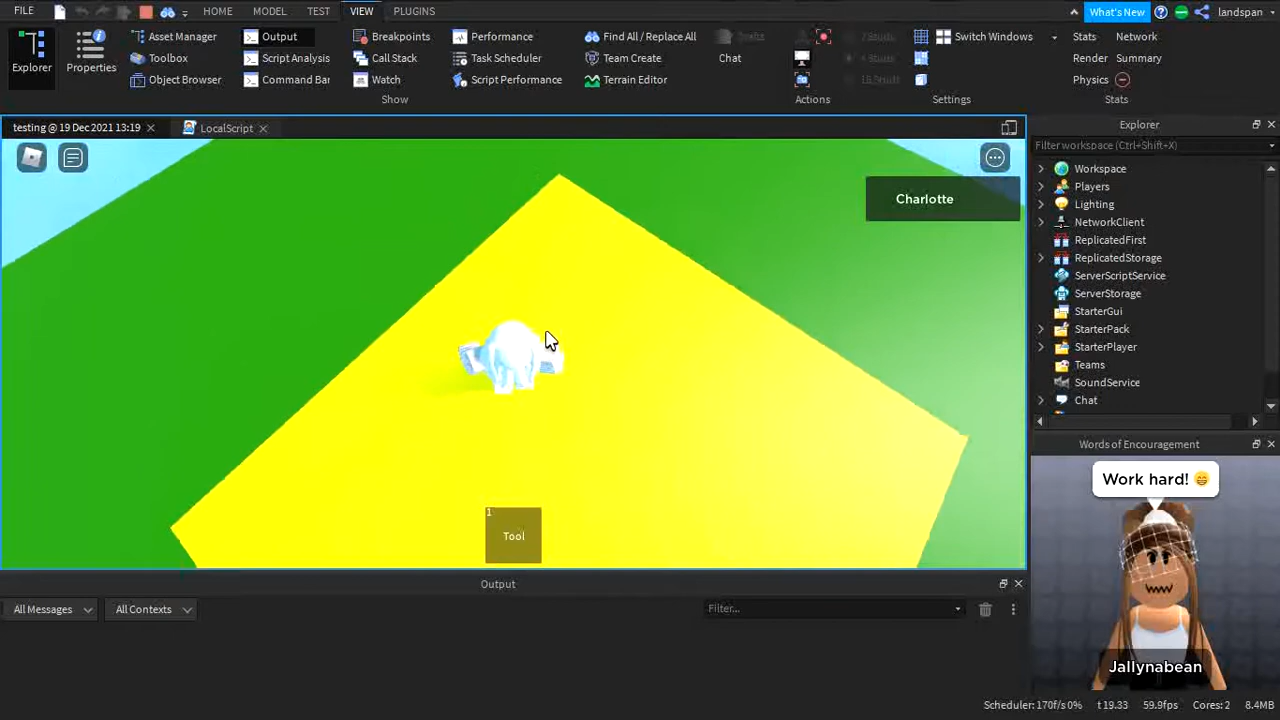 FILE HOME MODEL TEST VIEW PLUGINS What's New landspan
Explorer
Properties
Asset Manager
Toolbox
Object Browser
Output
Script Analysis
Command Bar
Breakpoints
Call Stack
Watch
Performance
Task Scheduler
Script Performance
Find All / Replace All
Team Create
Terrain Editor
Chat
Switch Windows
Stats Network
Render Summary
Physics
Show Actions Settings Stats
testing @ 19 Dec 2021 13:19 LocalScript
Charlotte
1
Tool
Explorer
Filter workspace (Ctrl+Shift+X)
Workspace
Players
Lighting
NetworkClient
ReplicatedFirst
ReplicatedStorage
ServerScriptService
ServerStorage
StarterGui
StarterPack
StarterPlayer
Teams
SoundService
Chat
Words of Encouragement
Work hard! 😄
Jallynabean
Output
All Messages All Contexts Filter...
Scheduler: 170f/s 0% t 19.33 59.9fps Cores: 2 8.4MB